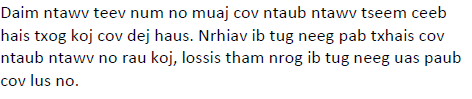 Daim ntawv teev num no muaj cov ntaub ntawv tseem ceeb
hais txog koj cov dej haus. Nrhiav ib tug neeg pab txhais cov
ntaub ntawv no rau koj, lossis tham nrog ib tug neeg uas paub
cov lus no.